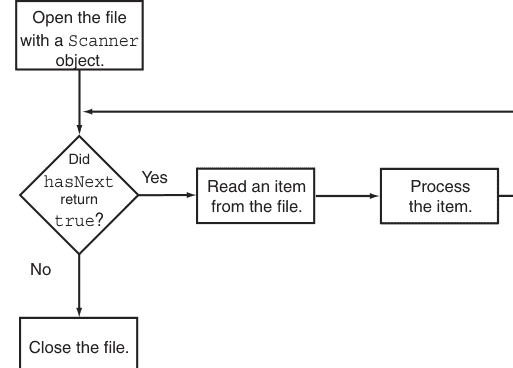 Open the file
with a Scanner
object.
Did
hasNext
return
true?
Yes
Read an item
from the file.
Process
the item.
No
Close the file.